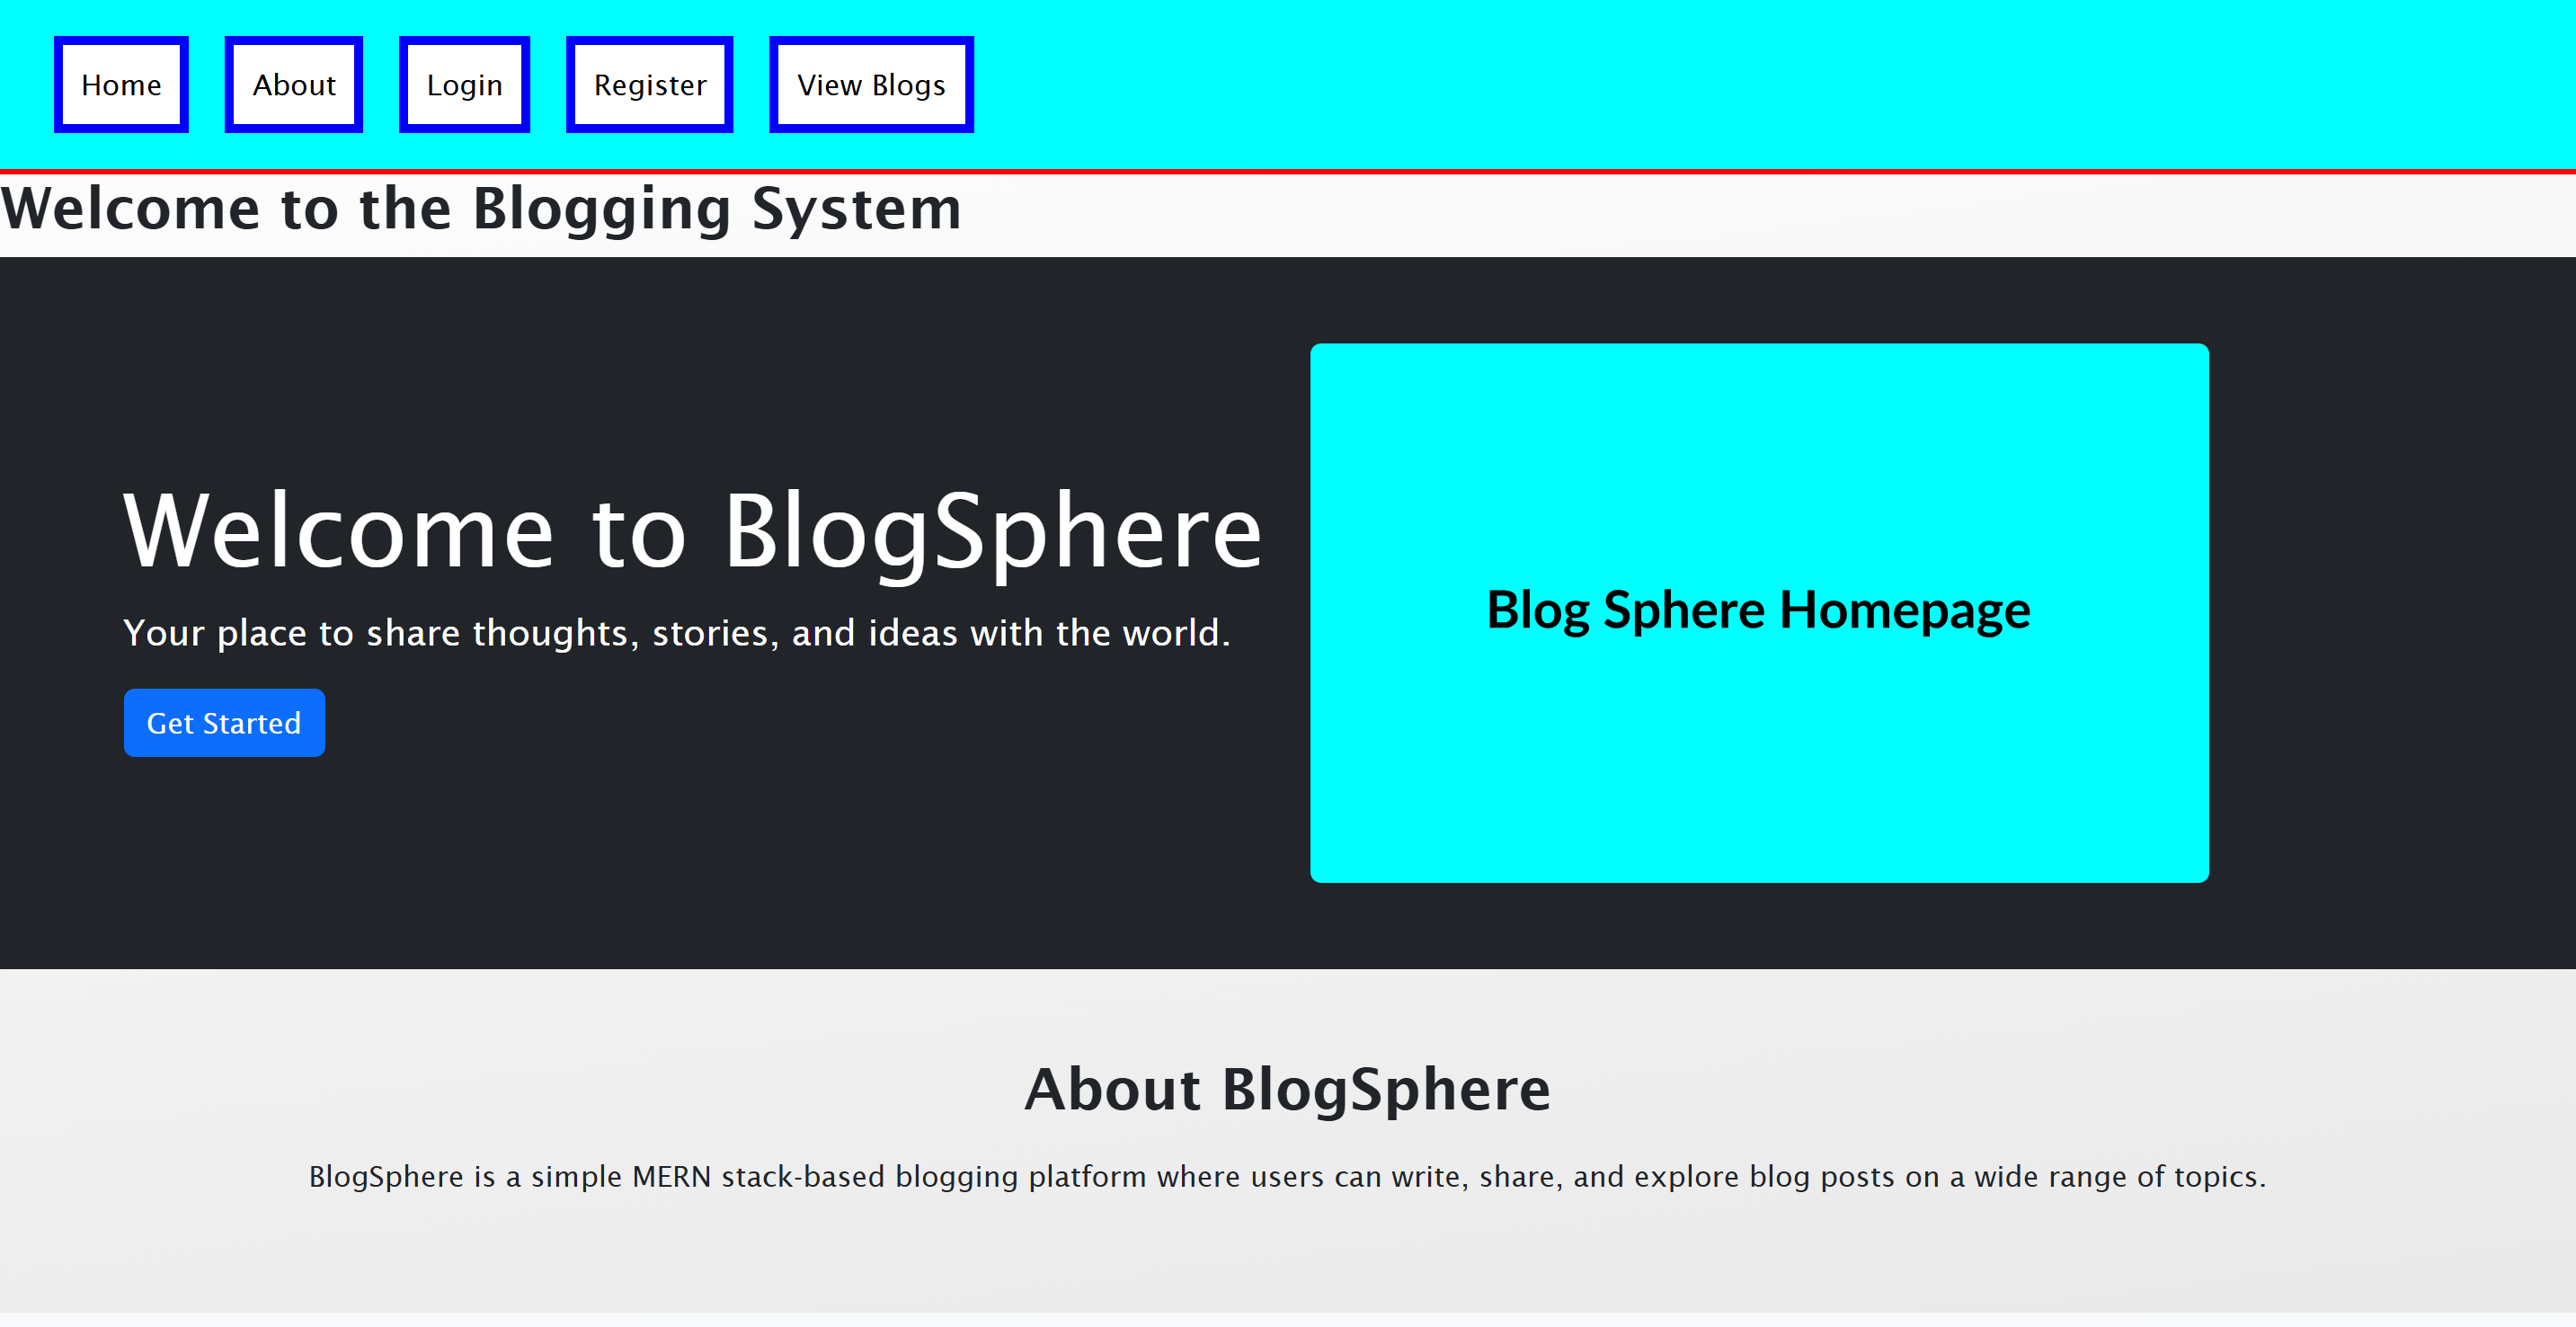 Home
About
Login
Register
View Blogs
Welcome to the Blogging System
Welcome to BlogSphere
Your place to share thoughts, stories, and ideas with the world.
Get Started
Blog Sphere Homepage
About BlogSphere
BlogSphere is a simple MERN stack-based blogging platform where users can write, share, and explore blog posts on a wide range of topics.